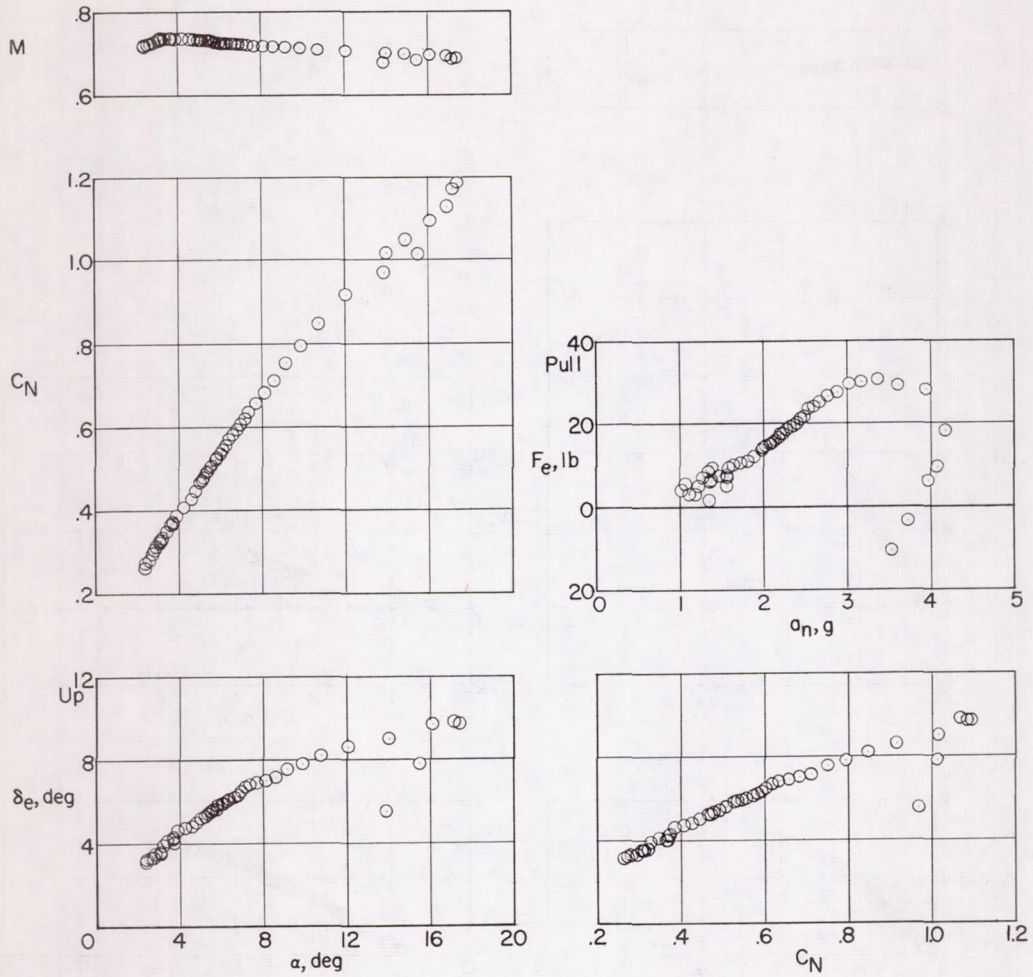 M
.8
.6
C_N
1.2
1.0
.8
.6
.4
.2
Pull
40
20
F_e, lb
0
20
0 1 2 3 4 5
a_n, g
Up
12
8
δ_e, deg
4
0 4 8 12 16 20
α, deg
.2 .4 .6 .8 1.0 1.2
C_N